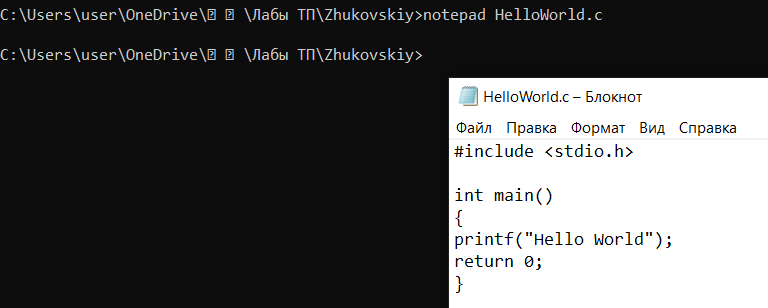 C:\Users\user\OneDrive\⍰ ⍰ \Лабы ТП\Zhukovskiy>notepad HelloWorld.c
C:\Users\user\OneDrive\⍰ ⍰ \Лабы ТП\Zhukovskiy>
HelloWorld.c – Блокнот
Файл Правка Формат Вид Справка
#include <stdio.h>
int main()
{
printf("Hello World");
return 0;
}